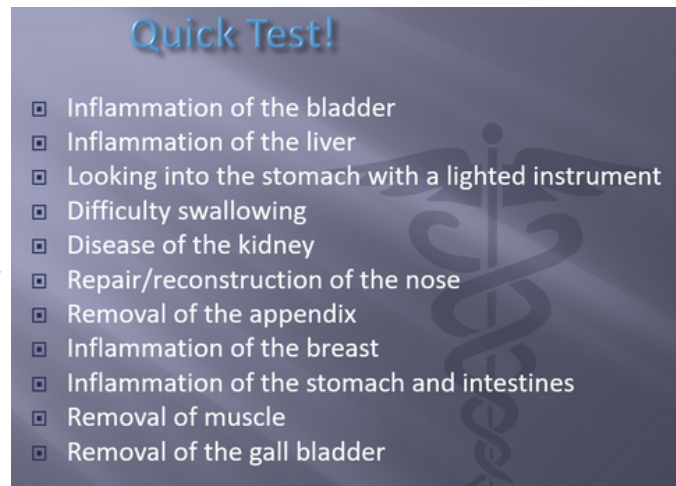 Quick Test!
Inflammation of the bladder
Inflammation of the liver
Looking into the stomach with a lighted instrument
Difficulty swallowing
Disease of the kidney
Repair/reconstruction of the nose
Removal of the appendix
Inflammation of the breast
Inflammation of the stomach and intestines
Removal of muscle
Removal of the gall bladder